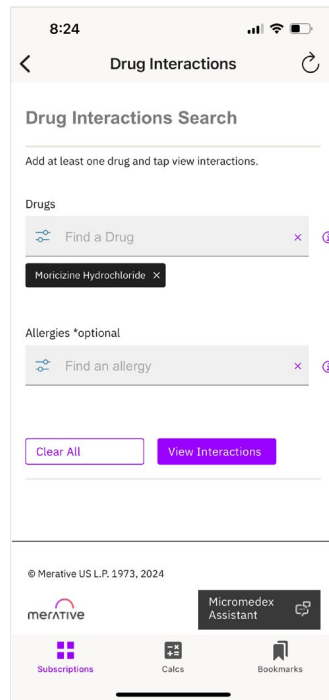 8:24
Drug Interactions
Drug Interactions Search
Add at least one drug and tap view interactions.
Drugs
Find a Drug
Moricizine Hydrochloride ×
Allergies *optional
Find an allergy
Clear All
View Interactions
© Merative US L.P. 1973, 2024
merative
Micromedex
Assistant
Subscriptions
Calcs
Bookmarks